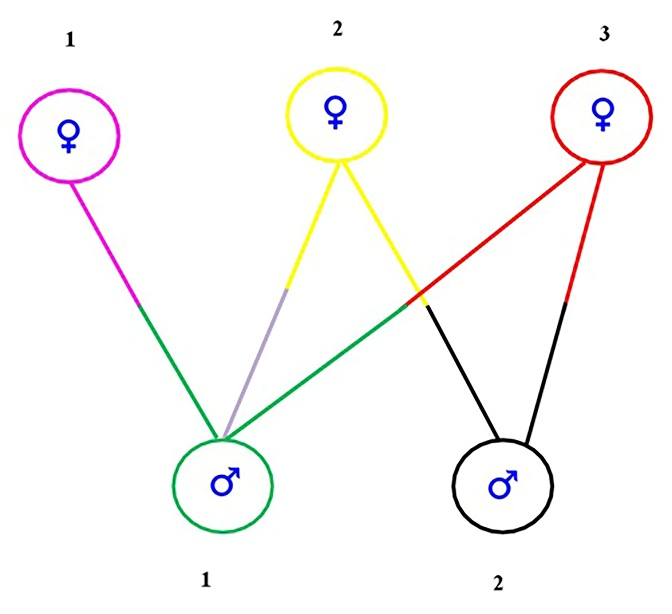 1 2 3
♀ ♀ ♀
♂ ♂
1 2